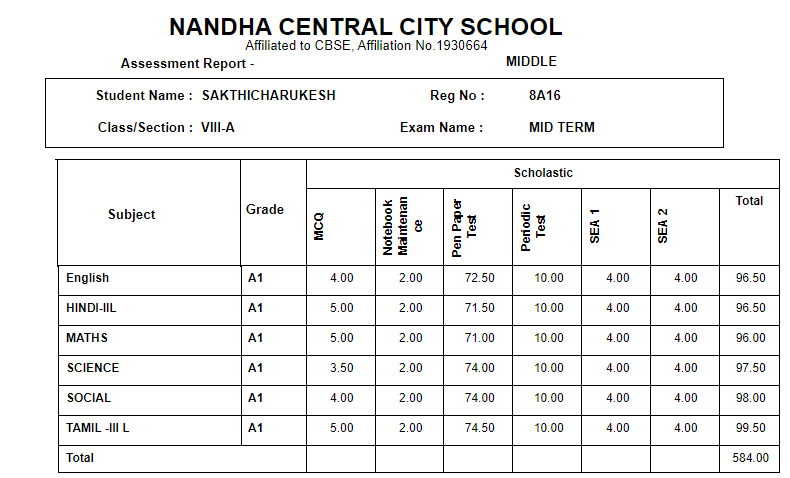 NANDHA CENTRAL CITY SCHOOL
Affiliated to CBSE, Affiliation No.1930664
Assessment Report - MIDDLE
Student Name : SAKTHICHARUKESH Reg No : 8A16
Class/Section : VIII-A Exam Name : MID TERM
Scholastic
Subject Grade MCQ Notebook Maintenan ce Pen Paper Test Periodic Test SEA 1 SEA 2 Total
English A1 4.00 2.00 72.50 10.00 4.00 4.00 96.50
HINDI-IIL A1 5.00 2.00 71.50 10.00 4.00 4.00 96.50
MATHS A1 5.00 2.00 71.00 10.00 4.00 4.00 96.00
SCIENCE A1 3.50 2.00 74.00 10.00 4.00 4.00 97.50
SOCIAL A1 4.00 2.00 74.00 10.00 4.00 4.00 98.00
TAMIL -III L A1 5.00 2.00 74.50 10.00 4.00 4.00 99.50
Total 584.00